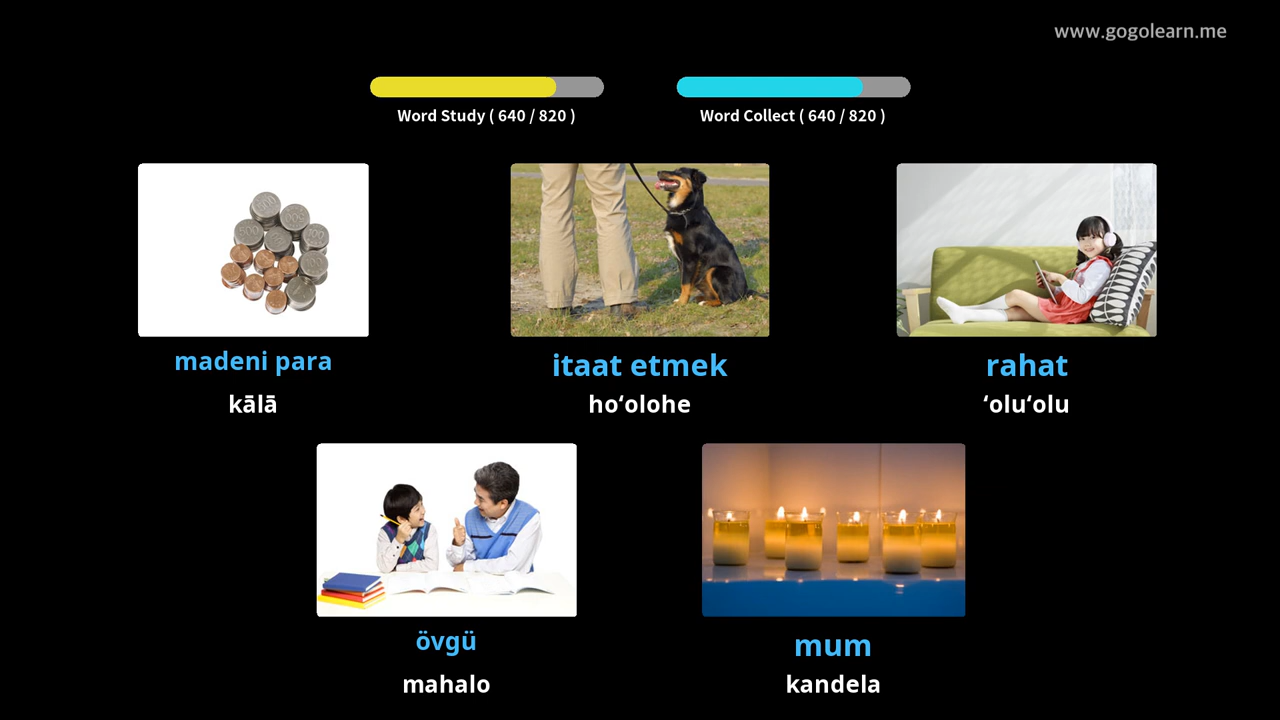 www.gogolearn.me
Word Study ( 640 / 820 )
Word Collect ( 640 / 820 )
madeni para
kālā
itaat etmek
hoʻolohe
rahat
ʻoluʻolu
övgü
mahalo
mum
kandela